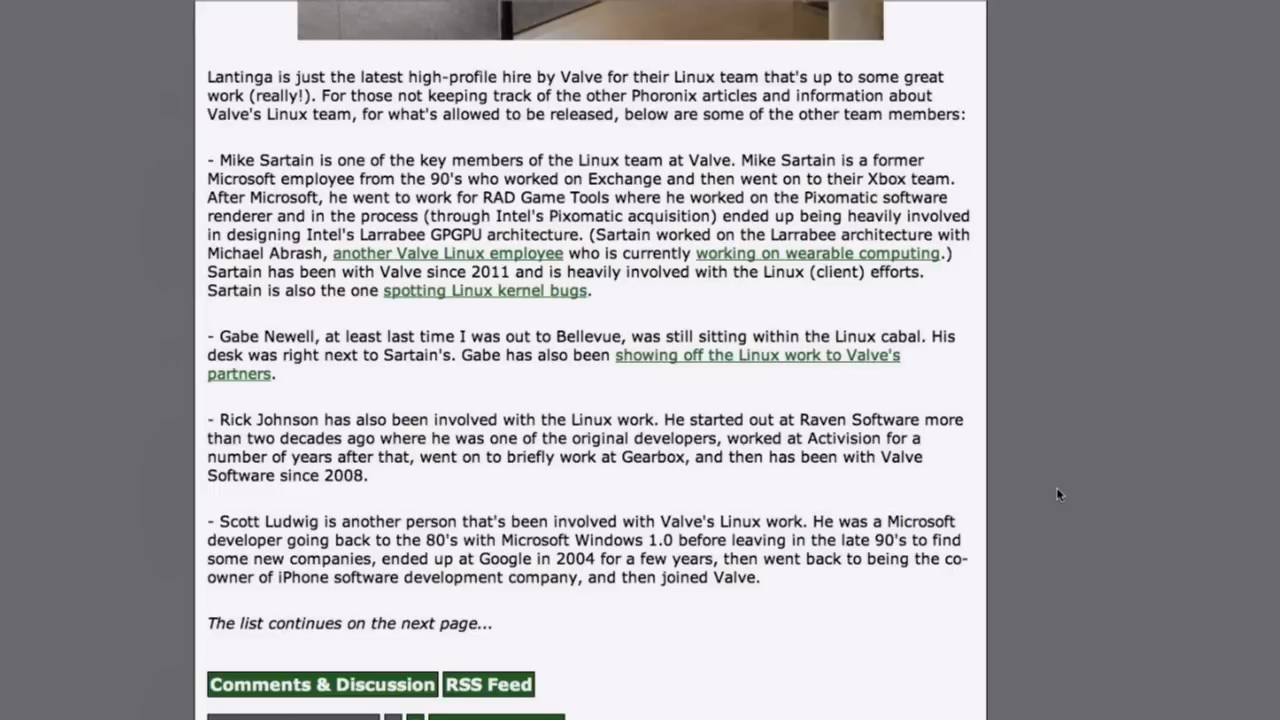 Lantinga is just the latest high-profile hire by Valve for their Linux team that's up to some great
work (really!). For those not keeping track of the other Phoronix articles and information about
Valve's Linux team, for what's allowed to be released, below are some of the other team members:
- Mike Sartain is one of the key members of the Linux team at Valve. Mike Sartain is a former
Microsoft employee from the 90's who worked on Exchange and then went on to their Xbox team.
After Microsoft, he went to work for RAD Game Tools where he worked on the Pixomatic software
renderer and in the process (through Intel's Pixomatic acquisition) ended up being heavily involved
in designing Intel's Larrabee GPGPU architecture. (Sartain worked on the Larrabee architecture with
Michael Abrash, another Valve Linux employee who is currently working on wearable computing.)
Sartain has been with Valve since 2011 and is heavily involved with the Linux (client) efforts.
Sartain is also the one spotting Linux kernel bugs.
- Gabe Newell, at least last time I was out to Bellevue, was still sitting within the Linux cabal. His
desk was right next to Sartain's. Gabe has also been showing off the Linux work to Valve's
partners.
- Rick Johnson has also been involved with the Linux work. He started out at Raven Software more
than two decades ago where he was one of the original developers, worked at Activision for a
number of years after that, went on to briefly work at Gearbox, and then has been with Valve
Software since 2008.
- Scott Ludwig is another person that's been involved with Valve's Linux work. He was a Microsoft
developer going back to the 80's with Microsoft Windows 1.0 before leaving in the late 90's to find
some new companies, ended up at Google in 2004 for a few years, then went back to being the co-
owner of iPhone software development company, and then joined Valve.
The list continues on the next page...
Comments & Discussion RSS Feed